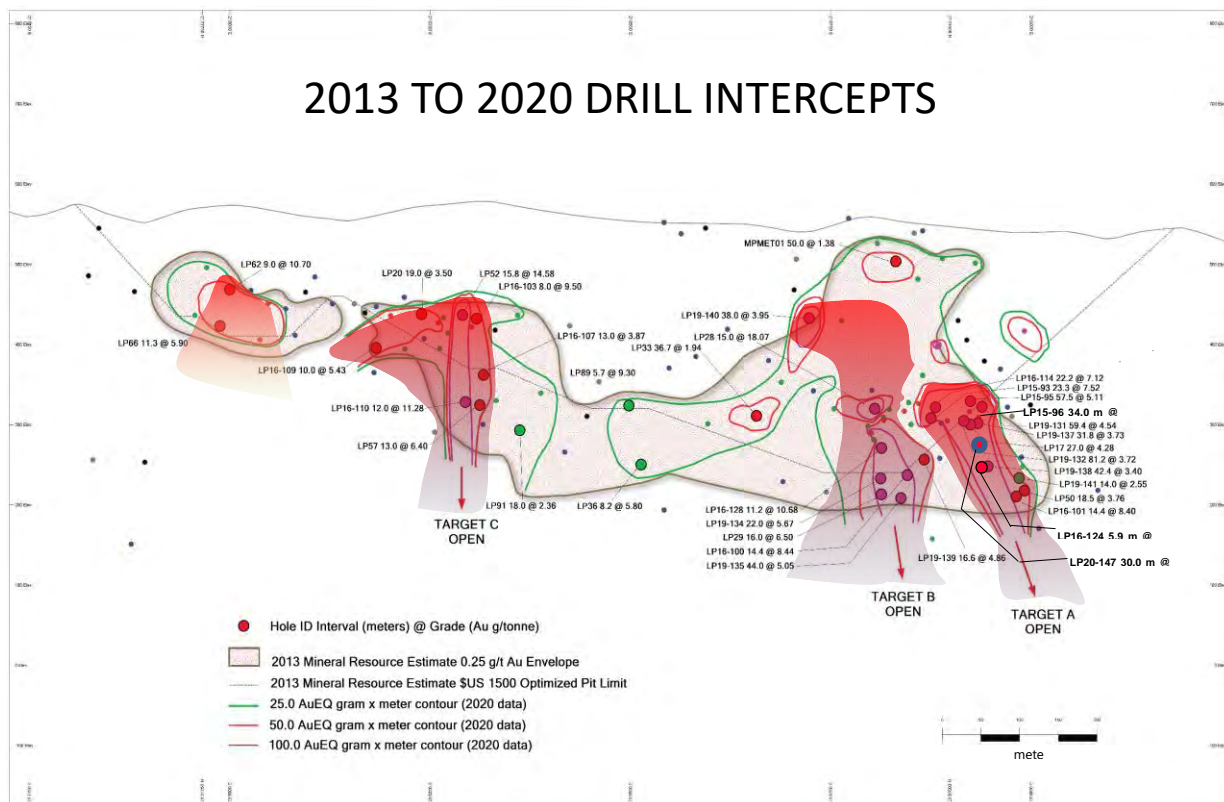 2013 TO 2020 DRILL INTERCEPTS
MPMET01 50.0 @ 1.38
LP62 9.0 @ 10.70
LP20 19.0 @ 3.50
LP52 15.8 @ 14.58
LP16-103 8.0 @ 9.50
LP19-140 38.0 @ 3.95
LP16-107 13.0 @ 3.87
LP28 15.0 @ 18.07
LP66 11.3 @ 5.90
LP33 36.7 @ 1.94
LP16-109 10.0 @ 5.43
LP89 5.7 @ 9.30
LP16-114 22.2 @ 7.12
LP15-93 23.3 @ 7.52
LP15-95 57.5 @ 5.11
LP16-110 12.0 @ 11.28
LP15-96 34.0 m @
LP19-131 59.4 @ 4.54
LP19-137 31.8 @ 3.73
LP57 13.0 @ 6.40
LP17 27.0 @ 4.28
LP19-132 81.2 @ 3.72
LP19-138 42.4 @ 3.40
LP19-141 14.0 @ 2.55
LP50 18.5 @ 3.76
LP91 18.0 @ 2.36
LP36 8.2 @ 5.80
LP16-101 14.4 @ 8.40
LP16-128 11.2 @ 10.68
LP19-134 22.0 @ 5.67
LP29 16.0 @ 6.50
LP16-100 14.4 @ 8.44
LP19-135 44.0 @ 5.05
LP19-139 16.6 @ 4.86
LP16-124 5.9 m @
LP20-147 30.0 m @
TARGET C
OPEN
TARGET B
OPEN
TARGET A
OPEN
Hole ID Interval (meters) @ Grade (Au g/tonne)
2013 Mineral Resource Estimate 0.25 g/t Au Envelope
2013 Mineral Resource Estimate $US 1500 Optimized Pit Limit
25.0 AuEQ gram x meter contour (2020 data)
50.0 AuEQ gram x meter contour (2020 data)
100.0 AuEQ gram x meter contour (2020 data)
mete